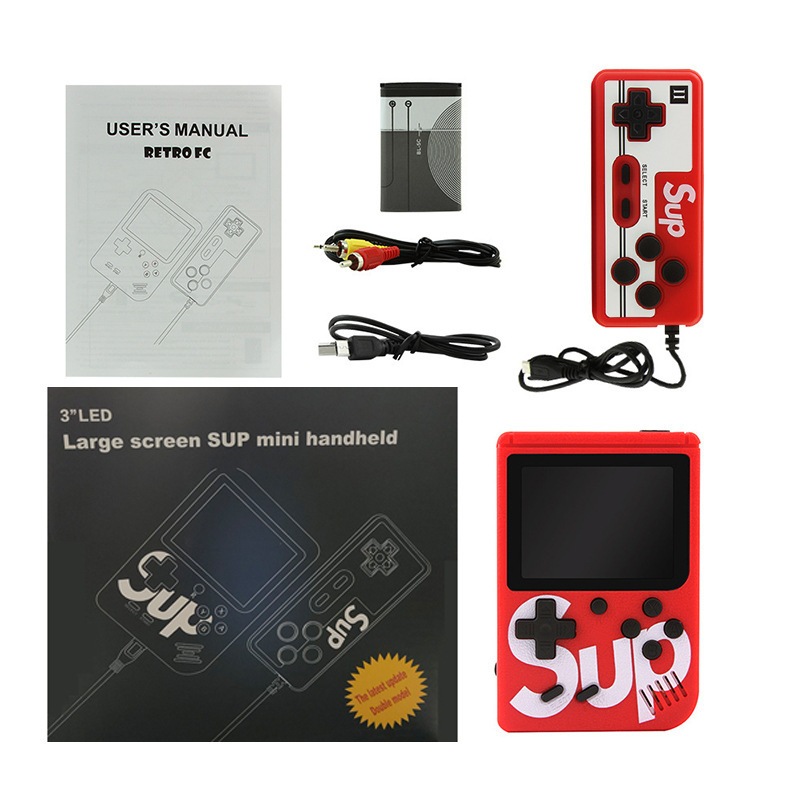 USER'S MANUAL
RETRO FC
BL-5C
II
SELECT
START
Sup
3"LED
Large screen SUP mini handheld
Sup
X
Y
A
B
Sup
The latest update
Double model
Sup